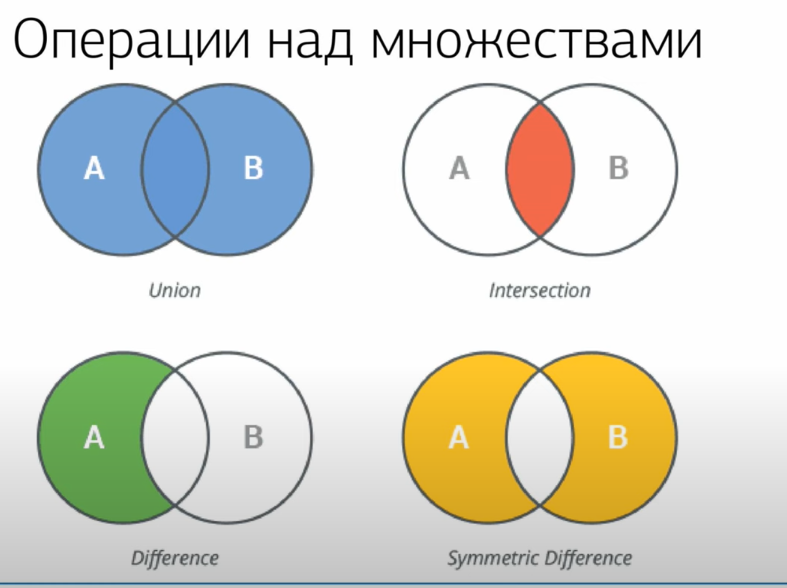 Операции над множествами
A B
A B
Union
Intersection
A B
A B
Difference
Symmetric Difference